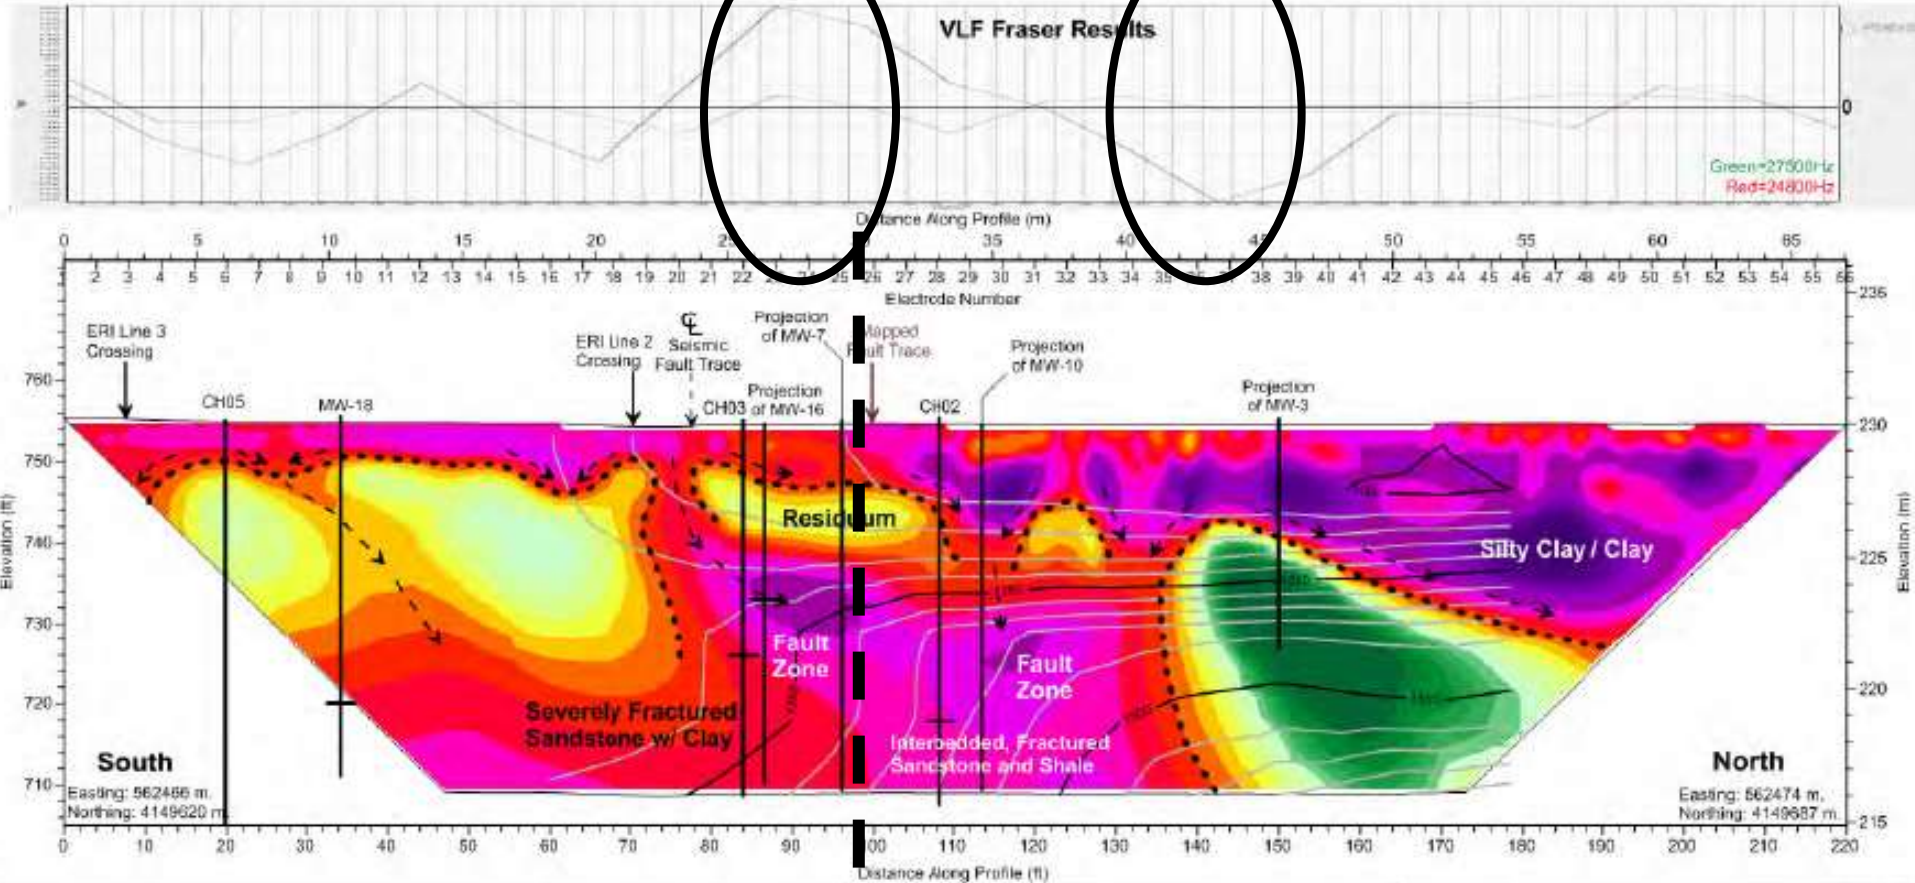 VLF Fraser Results
0
Green=27500Hz
Red=24800Hz
Distance Along Profile (m)
0 5 10 15 20 25 30 35 40 45 50 55 60 65
2 3 4 5 6 7 8 9 10 11 12 13 14 15 16 17 18 19 20 21 22 23 24 25 26 27 28 29 30 31 32 33 34 35 36 37 38 39 40 41 42 43 44 45 46 47 48 49 50 51 52 53 54 55 56
Electrode Number
235
ERI Line 3
Crossing
CH05
MW-18
ERI Line 2
Crossing
Seismic
Fault Trace
Projection
of MW-7
CH03
Projection
of MW-16
Mapped
Fault Trace
CH02
Projection
of MW-10
Projection
of MW-3
760
750
740
730
720
710
Elevation (ft)
230
225
220
215
Elevation (m)
Residuum
Silty Clay / Clay
Fault
Zone
Fault
Zone
Severely Fractured
Sandstone w/ Clay
Interbedded, Fractured
Sandstone and Shale
South
Easting: 562466 m.
Northing: 4149620 m
North
Easting: 562474 m,
Northing: 4149687 m.
0 10 20 30 40 50 60 70 80 90 100 110 120 130 140 150 160 170 180 190 200 210 220
Distance Along Profile (ft)